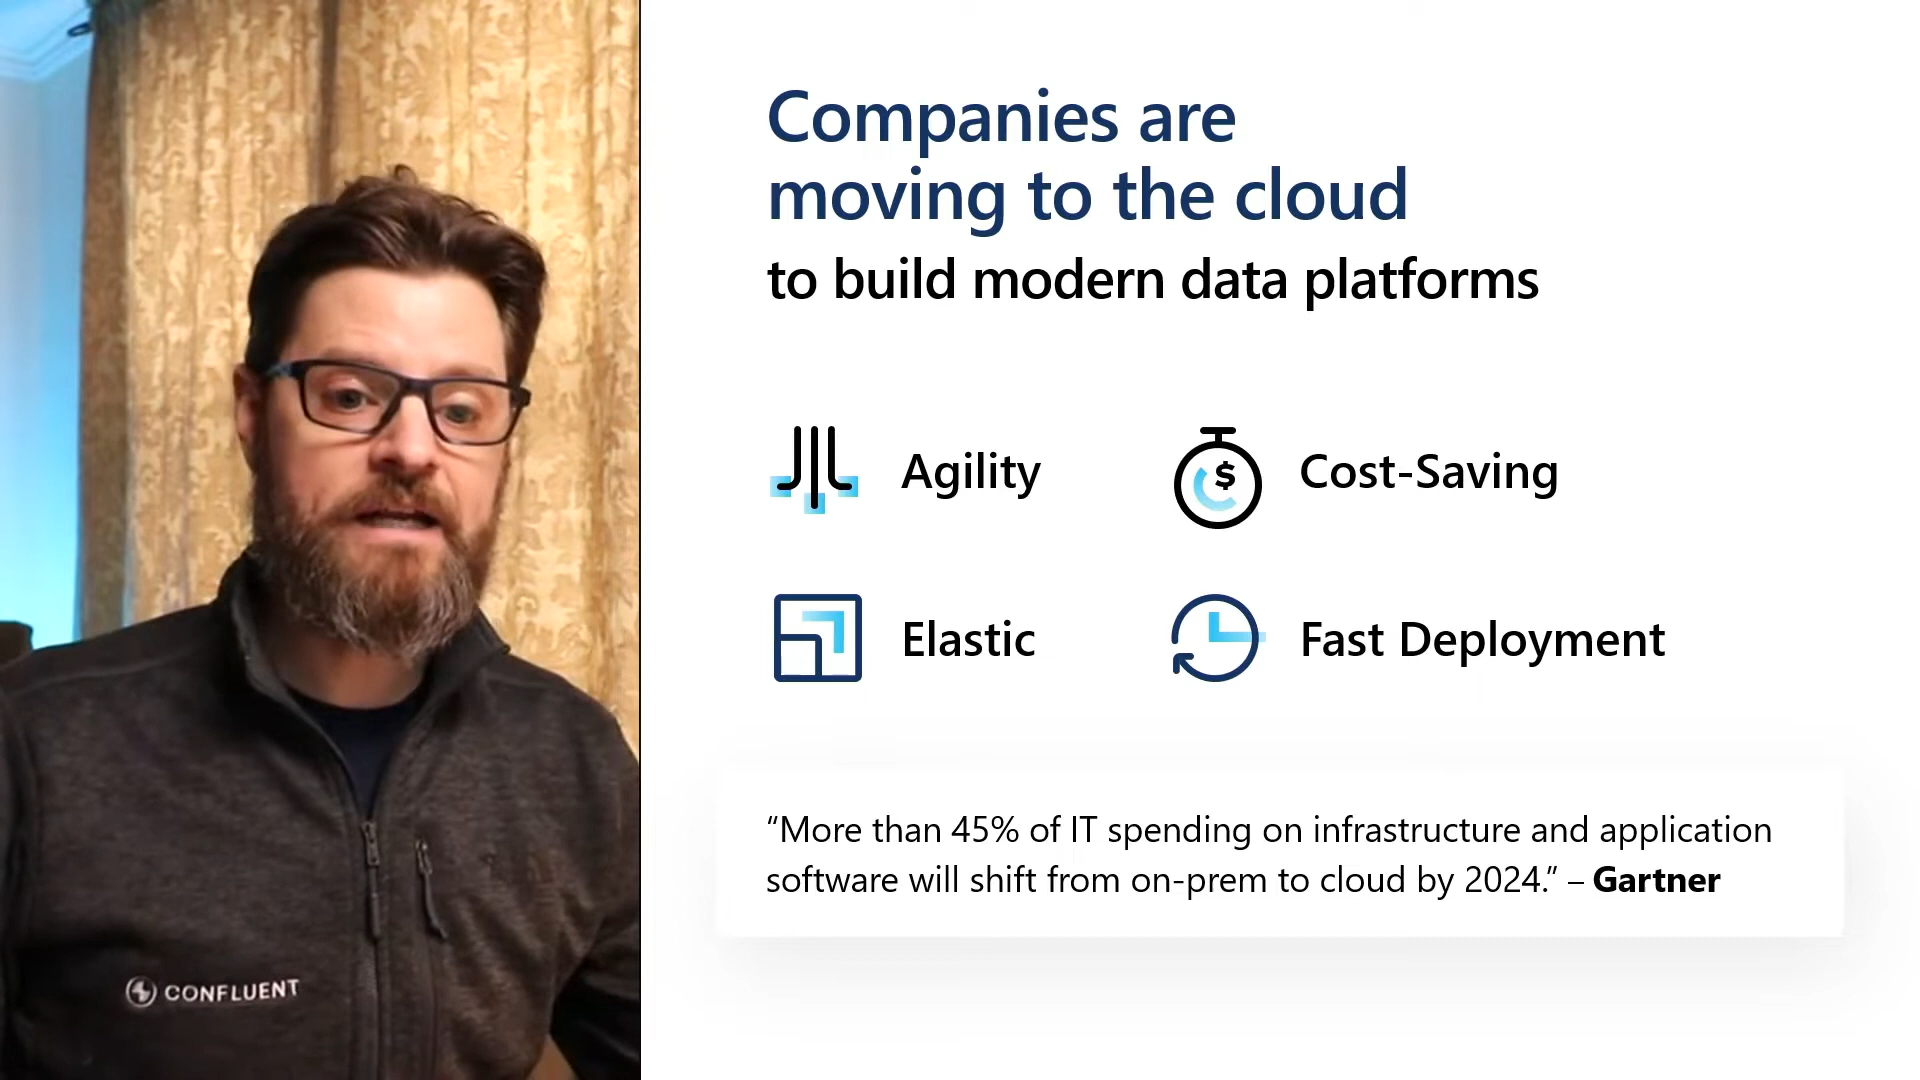 Companies are
moving to the cloud
to build modern data platforms
Agility
Cost-Saving
$
Elastic
Fast Deployment
“More than 45% of IT spending on infrastructure and application
software will shift from on-prem to cloud by 2024.” – Gartner
CONFLUENT